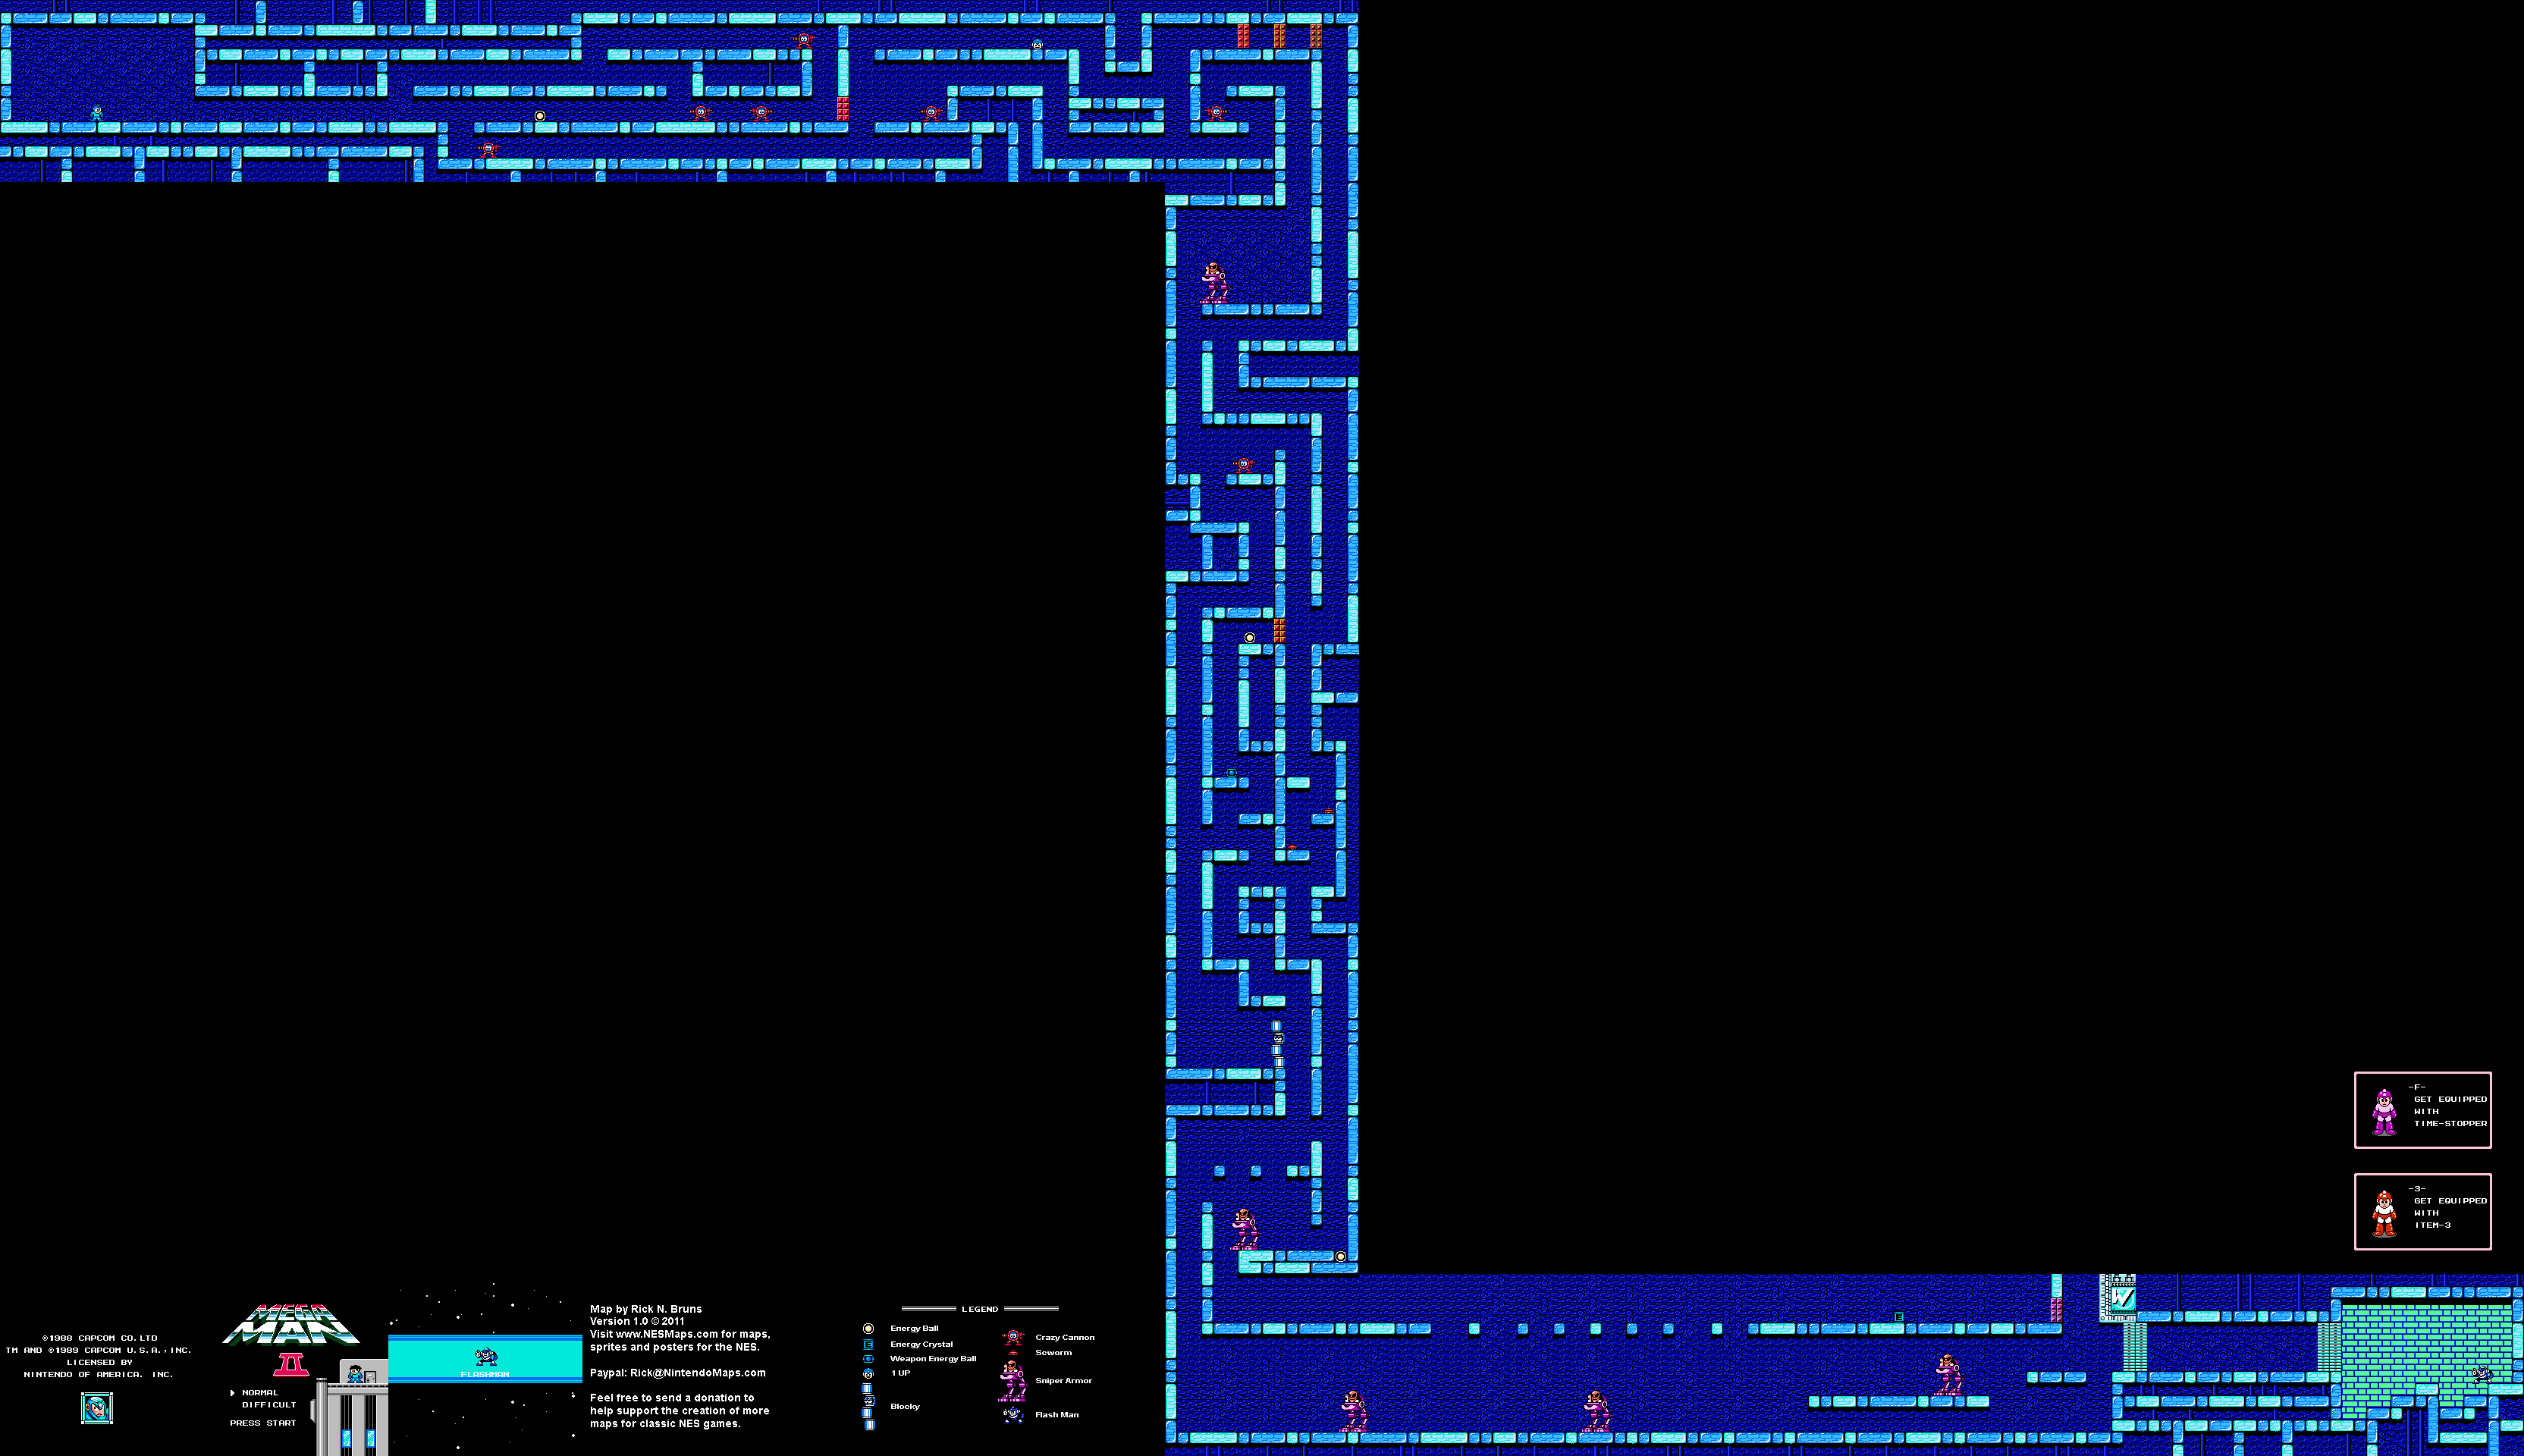 -F-
GET EQUIPPED
WITH
TIME-STOPPER
-3-
GET EQUIPPED
WITH
ITEM-3
©1988 CAPCOM CO.LTD
TM AND ©1989 CAPCOM U.S.A.,INC.
LICENSED BY
NINTENDO OF AMERICA. INC.
MEGA
MAN
II
NORMAL
DIFFICULT
PRESS START
FLASHMAN
Map by Rick N. Bruns
Version 1.0 © 2011
Visit www.NESMaps.com for maps,
sprites and posters for the NES.
Paypal: Rick@NintendoMaps.com
Feel free to send a donation to
help support the creation of more
maps for classic NES games.
LEGEND
Energy Ball
Energy Crystal
Weapon Energy Ball
1 UP
Blocky
Crazy Cannon
Scworm
Sniper Armor
Flash Man